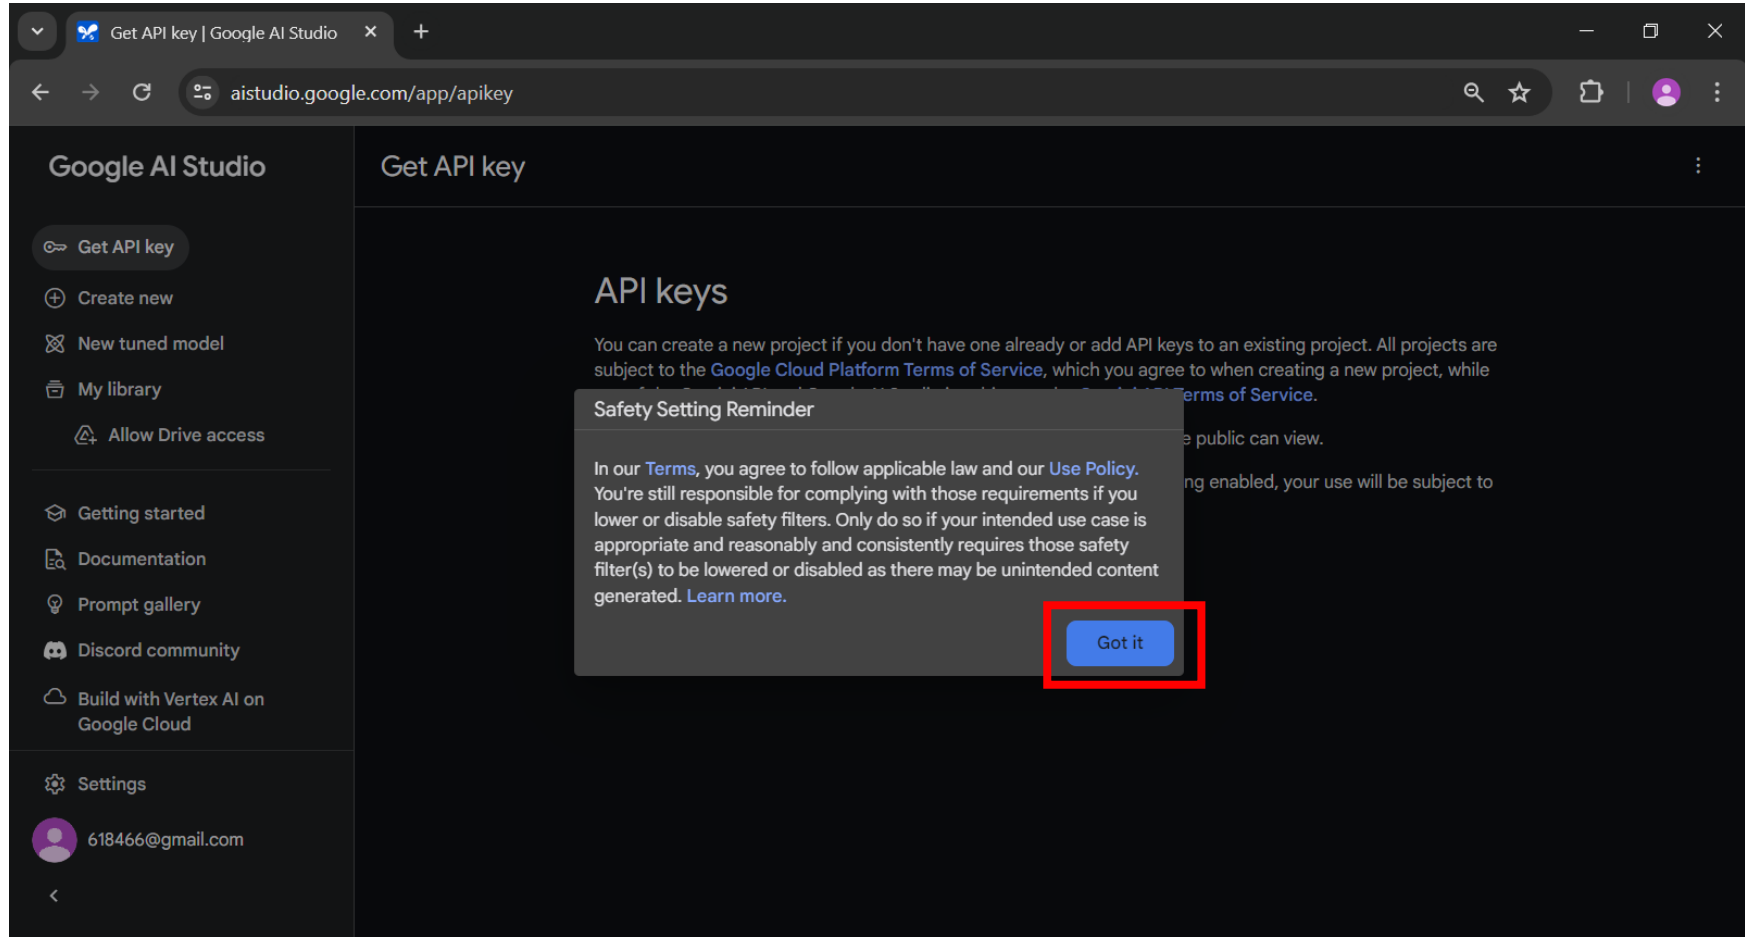 Get API key | Google AI Studio
aistudio.google.com/app/apikey
Google AI Studio
Get API key
Create new
New tuned model
My library
Allow Drive access
Getting started
Documentation
Prompt gallery
Discord community
Build with Vertex AI on
Google Cloud
Settings
618466@gmail.com
Get API key
API keys
You can create a new project if you don't have one already or add API keys to an existing project. All projects are
subject to the Google Cloud Platform Terms of Service, which you agree to when creating a new project, while
erms of Service.
e public can view.
ng enabled, your use will be subject to
Safety Setting Reminder
In our Terms, you agree to follow applicable law and our Use Policy.
You're still responsible for complying with those requirements if you
lower or disable safety filters. Only do so if your intended use case is
appropriate and reasonably and consistently requires those safety
filter(s) to be lowered or disabled as there may be unintended content
generated. Learn more.
Got it